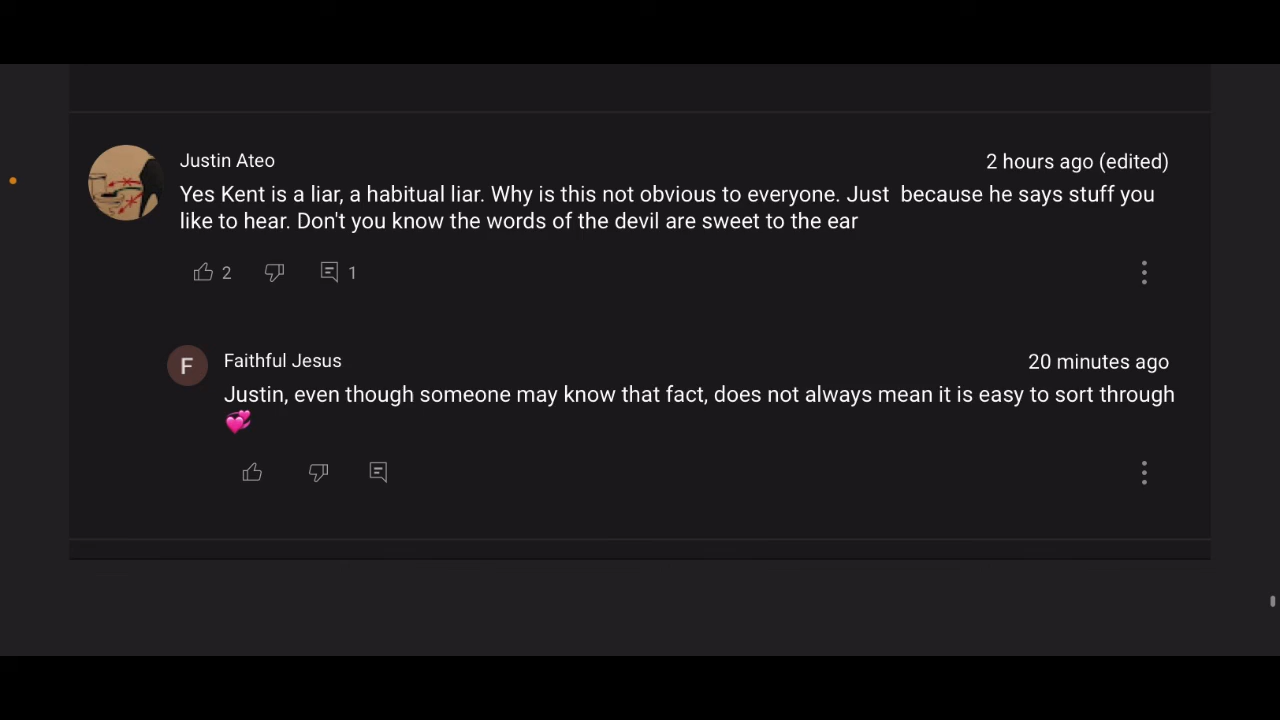 Justin Ateo
2 hours ago (edited)
Yes Kent is a liar, a habitual liar. Why is this not obvious to everyone. Just  because he says stuff you
like to hear. Don't you know the words of the devil are sweet to the ear
2
1
F
Faithful Jesus
20 minutes ago
Justin, even though someone may know that fact, does not always mean it is easy to sort through
💞